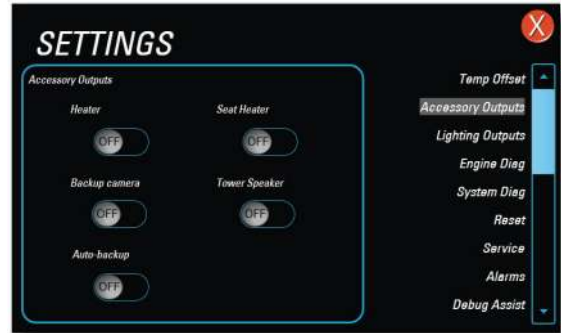 SETTINGS
X
Accessory Outputs
Heater
Seat Heater
OFF
OFF
Backup camera
Tower Speaker
OFF
OFF
Auto-backup
OFF
Temp Offset
Accessory Outputs
Lighting Outputs
Engine Diag
System Diag
Reset
Service
Alarms
Debug Assist